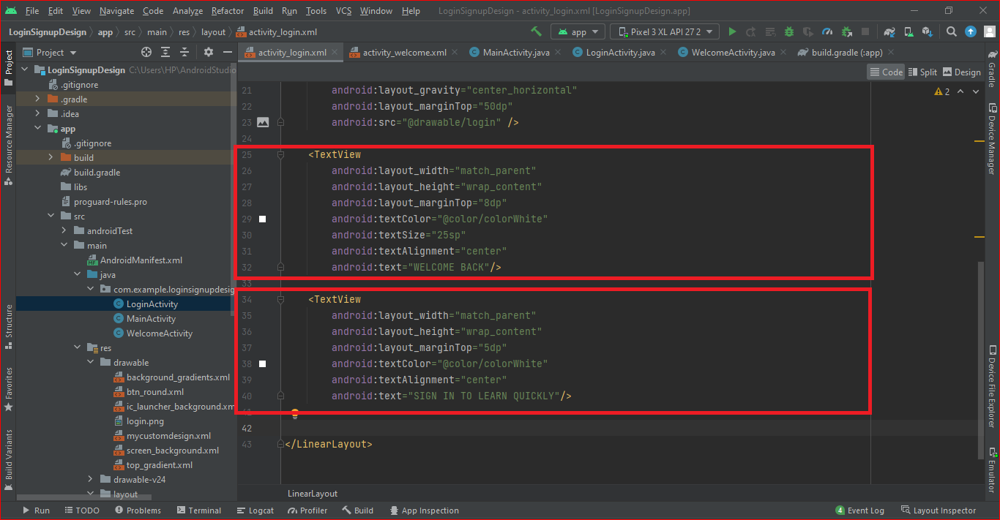 File Edit View Navigate Code Analyze Refactor Build Run Tools VCS Window Help LoginSignupDesign - activity_login.xml [LoginSignupDesign.app]
LoginSignupDesign app src main res layout activity_login.xml app Pixel 3 XL API 27 2
Project activity_login.xml activity_welcome.xml MainActivity.java LoginActivity.java WelcomeActivity.java build.gradle (:app)
Code Split Design
2
Project
Resource Manager
Structure
Favorites
Build Variants
LoginSignupDesign C:\Users\HP\AndroidStudio
.gitignore
.gradle
.idea
app
.gitignore
build
build.gradle
libs
proguard-rules.pro
src
androidTest
main
AndroidManifest.xml
java
com.example.loginsignupdesig
LoginActivity
MainActivity
WelcomeActivity
res
drawable
background_gradients.xml
btn_round.xml
ic_launcher_background.xm
login.png
mycustomdesign.xml
screen_background.xml
top_gradient.xml
drawable-v24
layout
21 android:layout_gravity="center_horizontal"
22 android:layout_marginTop="50dp"
23 android:src="@drawable/login" />
24
25 <TextView
26 android:layout_width="match_parent"
27 android:layout_height="wrap_content"
28 android:layout_marginTop="8dp"
29 android:textColor="@color/colorWhite"
30 android:textSize="25sp"
31 android:textAlignment="center"
32 android:text="WELCOME BACK"/>
33
34 <TextView
35 android:layout_width="match_parent"
36 android:layout_height="wrap_content"
37 android:layout_marginTop="5dp"
38 android:textColor="@color/colorWhite"
39 android:textAlignment="center"
40 android:text="SIGN IN TO LEARN QUICKLY"/>
42
43 </LinearLayout>
LinearLayout
Gradle
Device Manager
Device File Explorer
Emulator
Run TODO Problems Terminal Logcat Profiler Build App Inspection 4 Event Log Layout Inspector